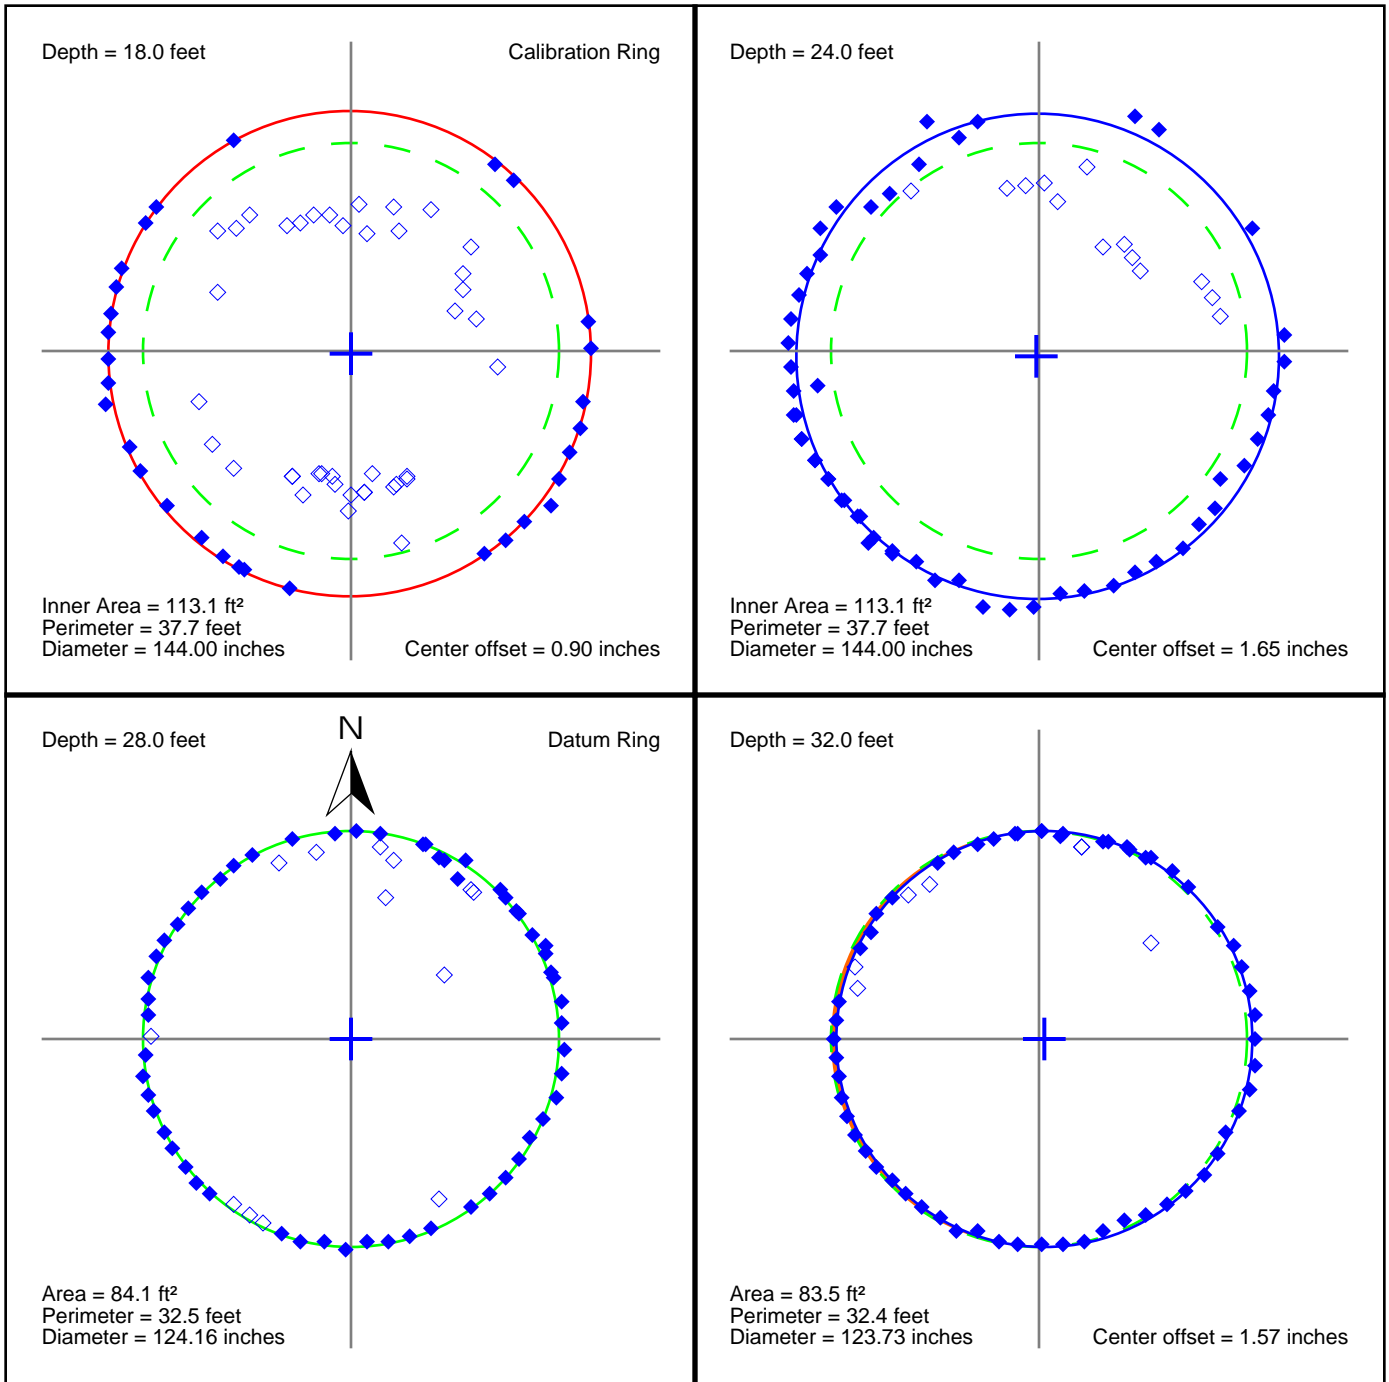 Depth = 18.0 feet
Calibration Ring
Inner Area = 113.1 ft²
Perimeter = 37.7 feet
Diameter = 144.00 inches
Center offset = 0.90 inches
Depth = 24.0 feet
Inner Area = 113.1 ft²
Perimeter = 37.7 feet
Diameter = 144.00 inches
Center offset = 1.65 inches
Depth = 28.0 feet
N
Datum Ring
Area = 84.1 ft²
Perimeter = 32.5 feet
Diameter = 124.16 inches
Depth = 32.0 feet
Area = 83.5 ft²
Perimeter = 32.4 feet
Diameter = 123.73 inches
Center offset = 1.57 inches